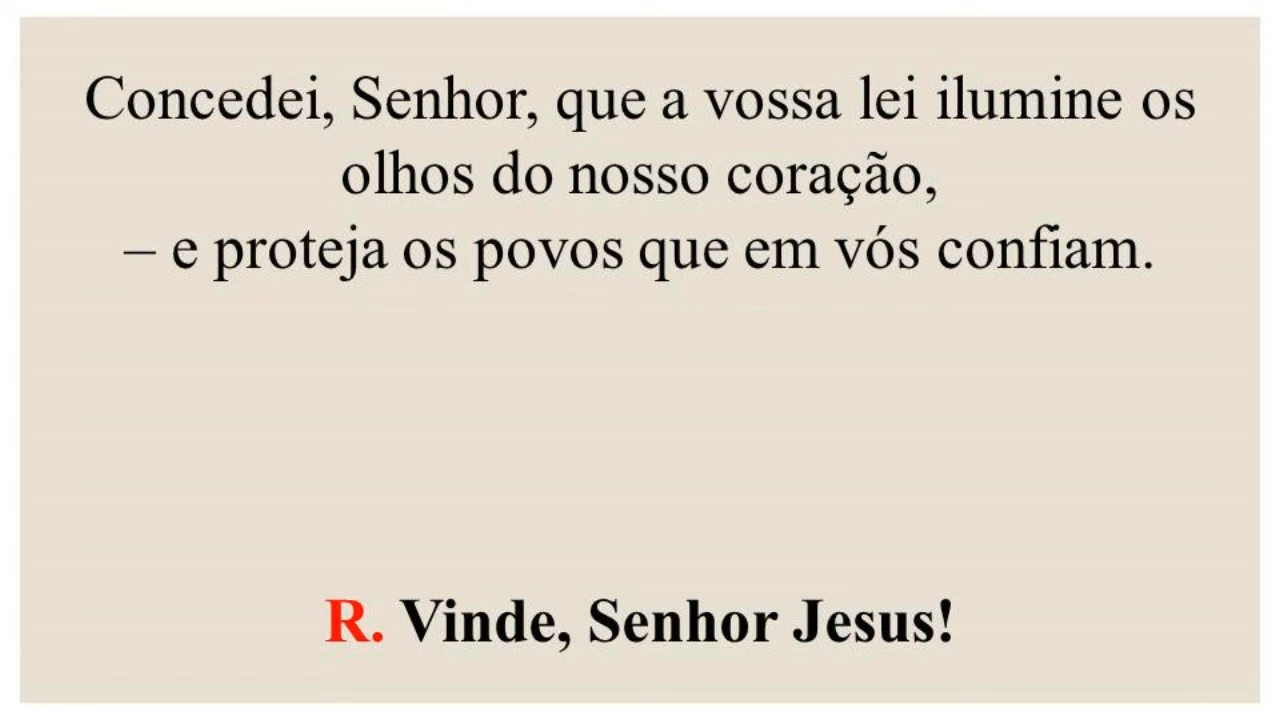 Concedei, Senhor, que a vossa lei ilumine os
olhos do nosso coração,
– e proteja os povos que em vós confiam.
R. Vinde, Senhor Jesus!